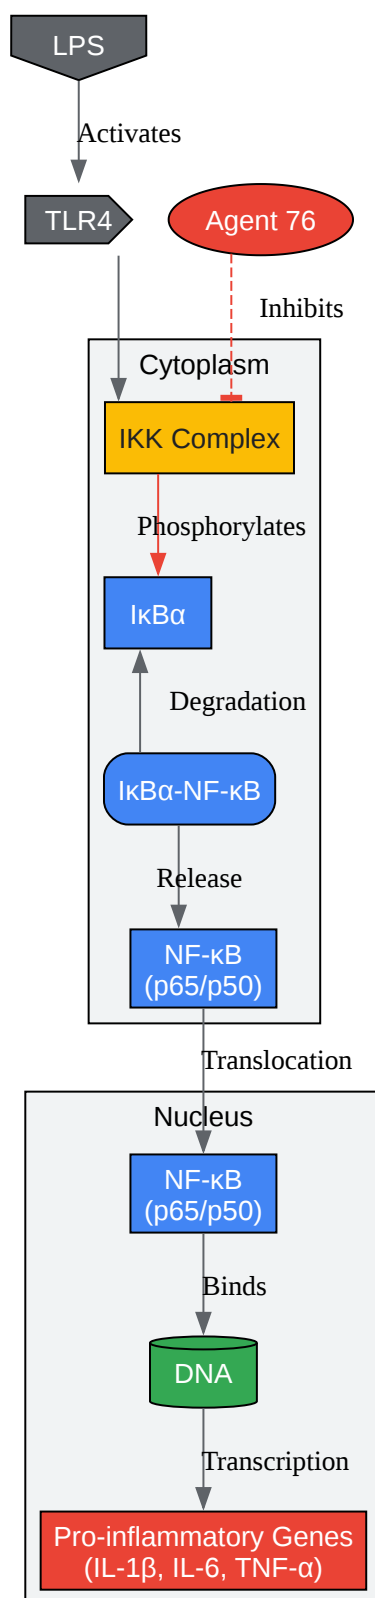 LPS
Activates
TLR4
Agent 76
Inhibits
Cytoplasm
IKK Complex
Phosphorylates
IκBα
Degradation
IκBα-NF-κB
Release
NF-κB
(p65/p50)
Translocation
Nucleus
NF-κB
(p65/p50)
Binds
DNA
Transcription
Pro-inflammatory Genes
(IL-1β, IL-6, TNF-α)